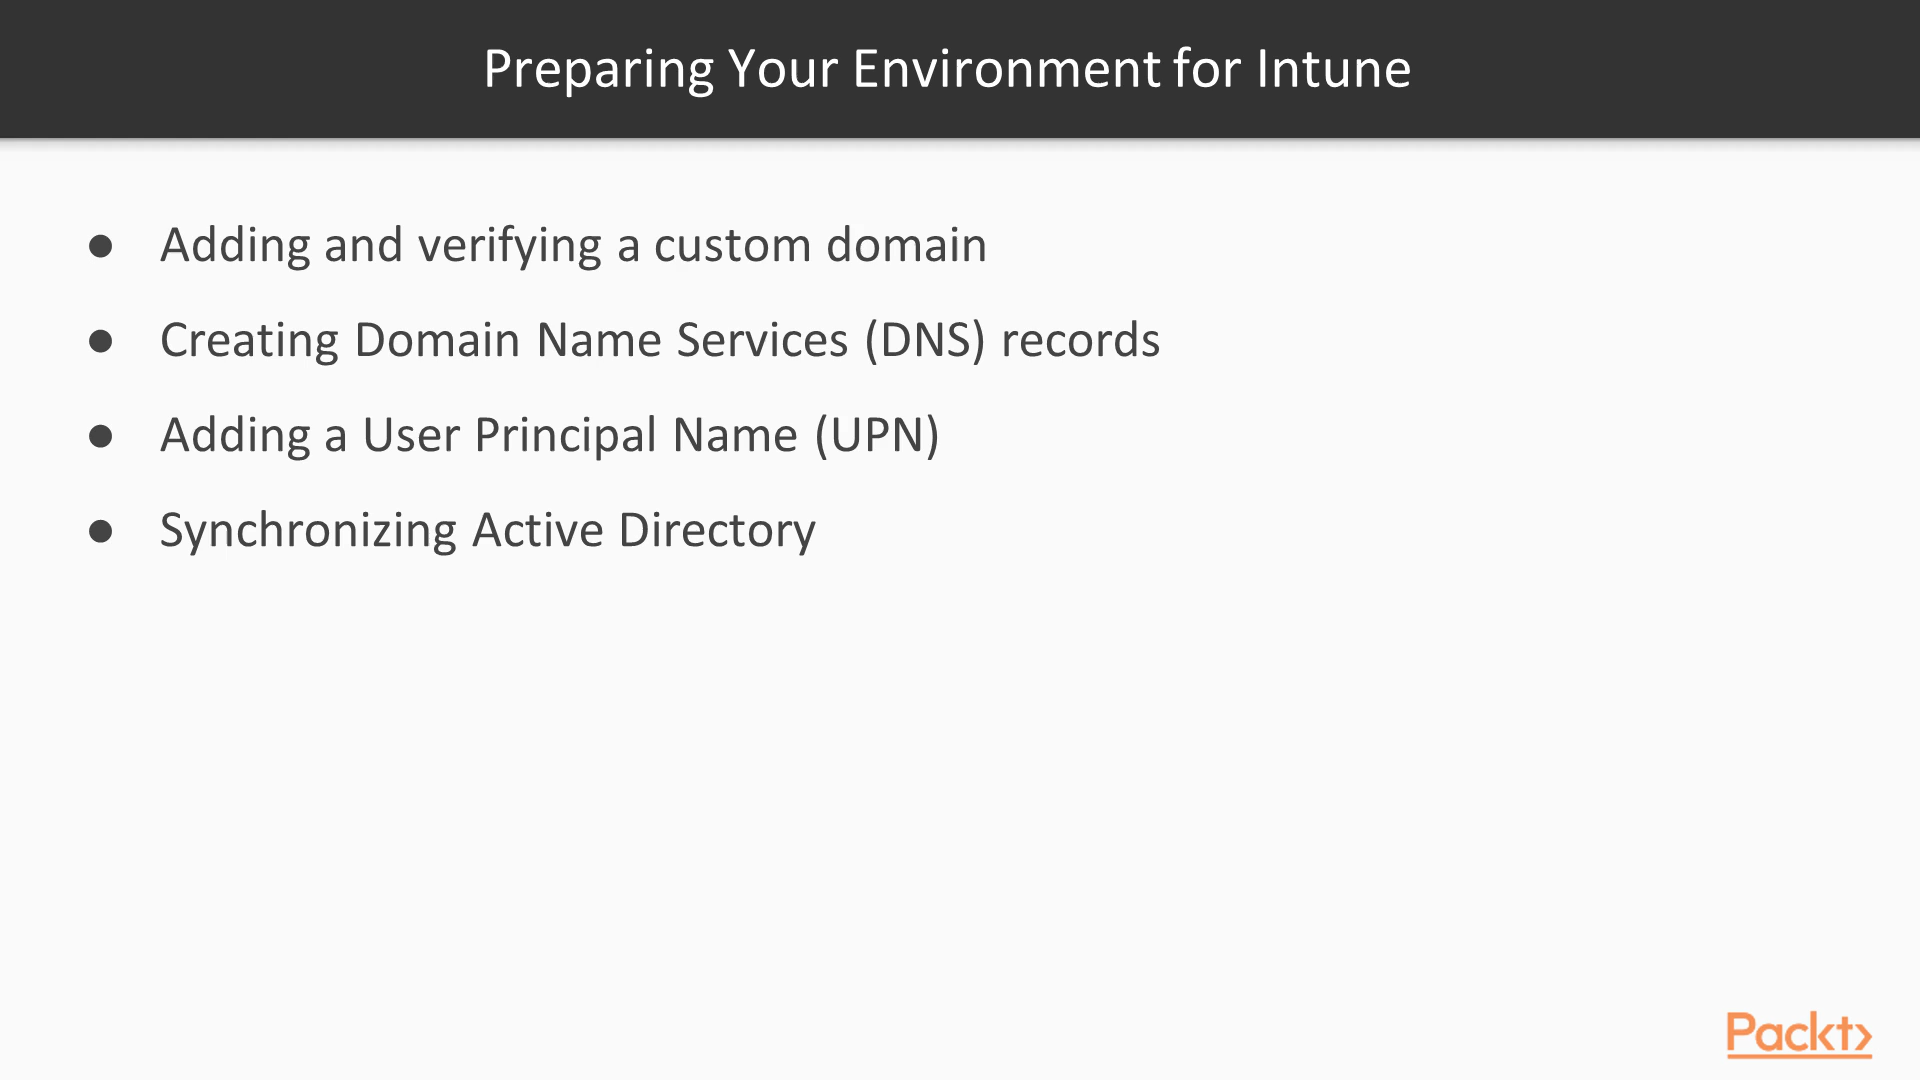 Preparing Your Environment for Intune
● Adding and verifying a custom domain
● Creating Domain Name Services (DNS) records
● Adding a User Principal Name (UPN)
● Synchronizing Active Directory
Packt>